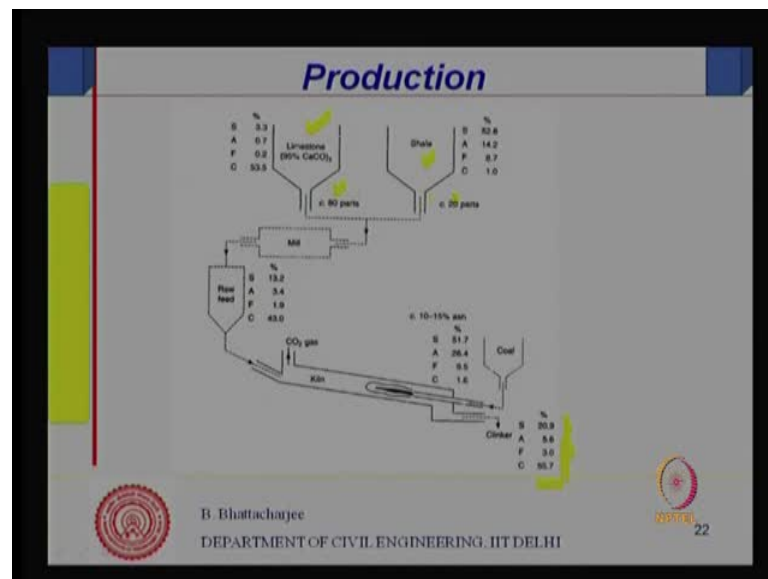 Production
%
S 3.3
A 0.7
F 0.2
C 53.5
Limestone
(95% CaCO₃)
Shale
%
S 52.8
A 14.2
F 8.7
C 1.0
c. 80 parts
c. 20 parts
Mill
Raw
feed
%
S 13.2
A 3.4
F 1.9
C 43.0
CO₂ gas
Kiln
c. 10–15% ash
%
S 51.7
A 26.4
F 9.5
C 1.6
Coal
Clinker
%
S 20.9
A 5.6
F 3.0
C
B. Bhattacharjee
DEPARTMENT OF CIVIL ENGINEERING, IIT DELHI
NPTEL
22